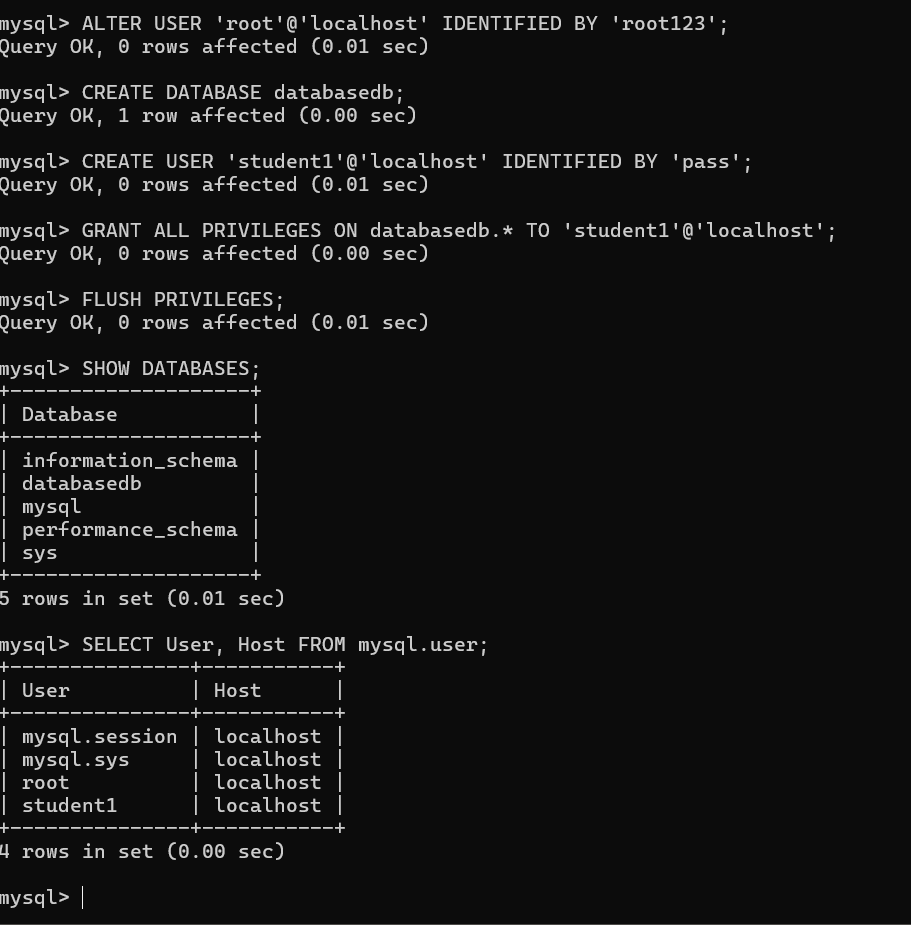 mysql> ALTER USER 'root'@'localhost' IDENTIFIED BY 'root123';
Query OK, 0 rows affected (0.01 sec)

mysql> CREATE DATABASE databasedb;
Query OK, 1 row affected (0.00 sec)

mysql> CREATE USER 'student1'@'localhost' IDENTIFIED BY 'pass';
Query OK, 0 rows affected (0.01 sec)

mysql> GRANT ALL PRIVILEGES ON databasedb.* TO 'student1'@'localhost';
Query OK, 0 rows affected (0.00 sec)

mysql> FLUSH PRIVILEGES;
Query OK, 0 rows affected (0.01 sec)

mysql> SHOW DATABASES;
+--------------------+
| Database           |
+--------------------+
| information_schema |
| databasedb         |
| mysql              |
| performance_schema |
| sys                |
+--------------------+
5 rows in set (0.01 sec)

mysql> SELECT User, Host FROM mysql.user;
+---------------+-----------+
| User          | Host      |
+---------------+-----------+
| mysql.session | localhost |
| mysql.sys     | localhost |
| root          | localhost |
| student1      | localhost |
+---------------+-----------+
4 rows in set (0.00 sec)

mysql>